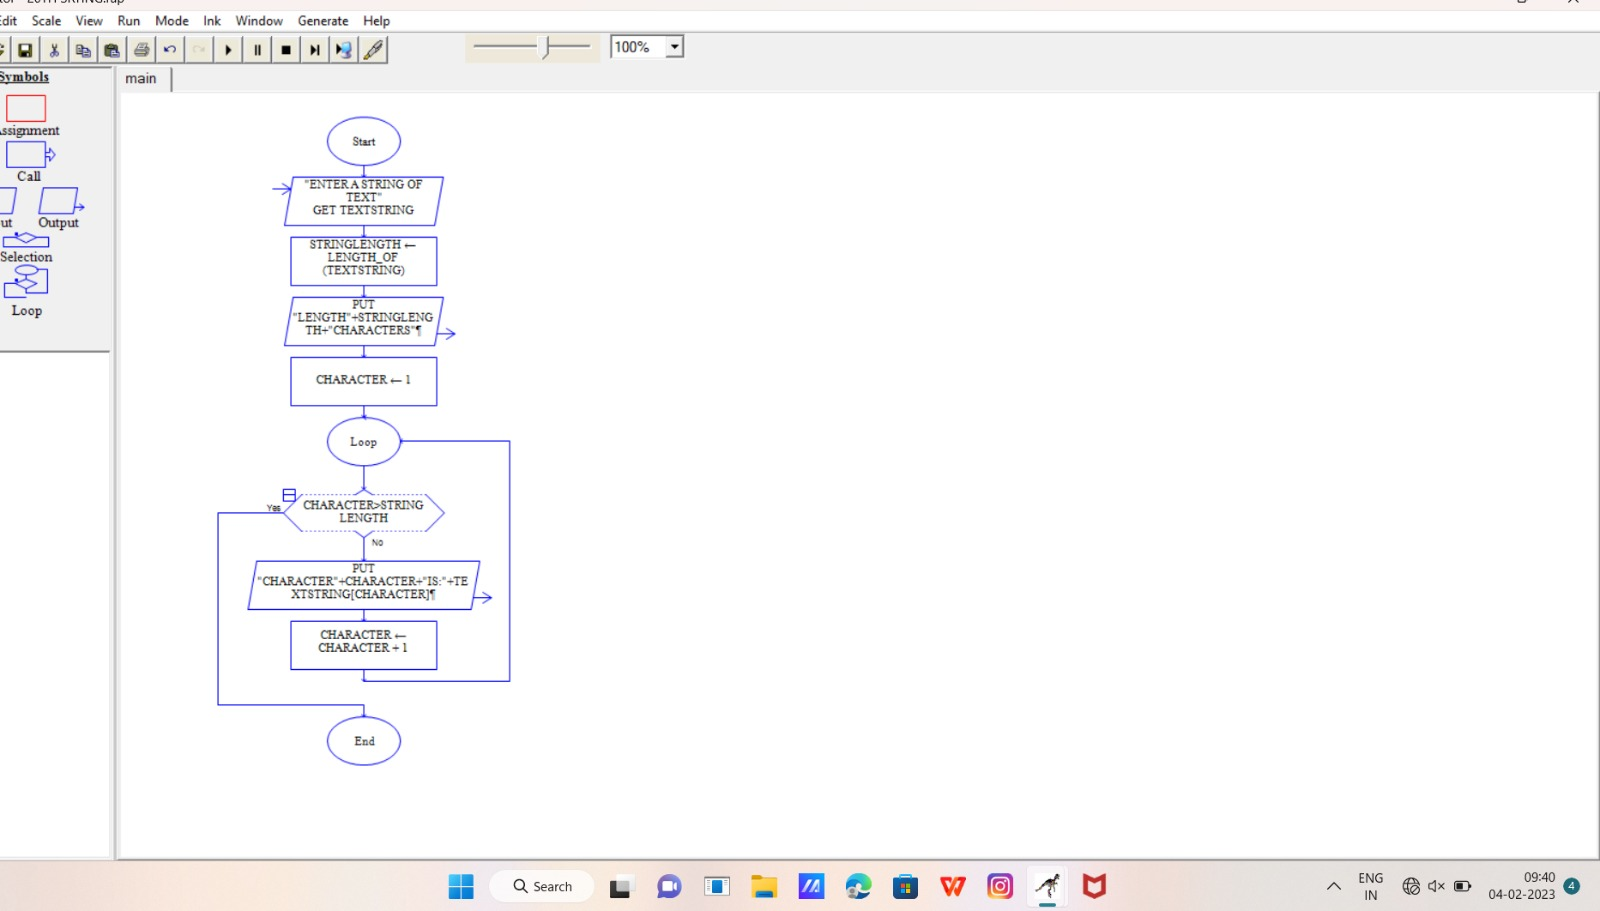 Edit Scale View Run Mode Ink Window Generate Help
100%
Symbols
main
Assignment
Call
ut Output
Selection
Loop
Start
"ENTER A STRING OF
TEXT"
GET TEXTSTRING
STRINGLENGTH ←
LENGTH_OF
(TEXTSTRING)
PUT
"LENGTH"+STRINGLENG
TH+"CHARACTERS"¶
CHARACTER ← 1
Loop
CHARACTER>STRING
LENGTH
Yes
No
PUT
"CHARACTER"+CHARACTER+"IS:"+TE
XTSTRING[CHARACTER]¶
CHARACTER ←
CHARACTER + 1
End
Search
ENG
IN
09:40
04-02-2023
4